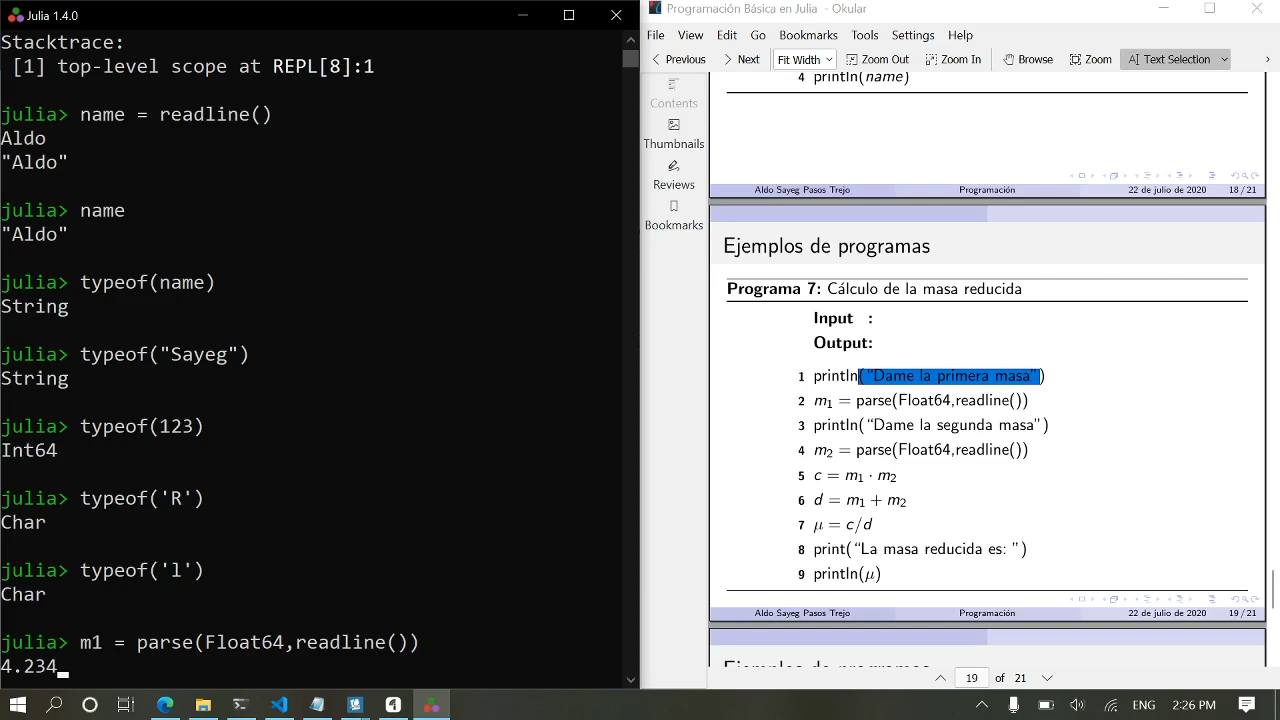 Julia 1.4.0
Stacktrace:
[1] top-level scope at REPL[8]:1
julia> name = readline()
Aldo
"Aldo"
julia> name
"Aldo"
julia> typeof(name)
String
julia> typeof("Sayeg")
String
julia> typeof(123)
Int64
julia> typeof('R')
Char
julia> typeof('l')
Char
julia> m1 = parse(Float64,readline())
4.234
Programación Básica en Julia - Okular
File View Edit Go Bookmarks Tools Settings Help
Previous Next Fit Width Zoom Out Zoom In Browse Zoom Text Selection
Contents
Thumbnails
Reviews
Bookmarks
4 println(name)
Aldo Sayeg Pasos Trejo Programación 22 de julio de 2020 18 / 21
Ejemplos de programas
Programa 7: Cálculo de la masa reducida
Input :
Output:
1 println(“Dame la primera masa”)
2 m₁ = parse(Float64,readline())
3 println(“Dame la segunda masa”)
4 m₂ = parse(Float64,readline())
5 c = m₁ · m₂
6 d = m₁ + m₂
7 μ = c/d
8 print(“La masa reducida es: ”)
9 println(μ)
Aldo Sayeg Pasos Trejo Programación 22 de julio de 2020 19 / 21
Ejemplos de programas
19 of 21
ENG 2:26 PM